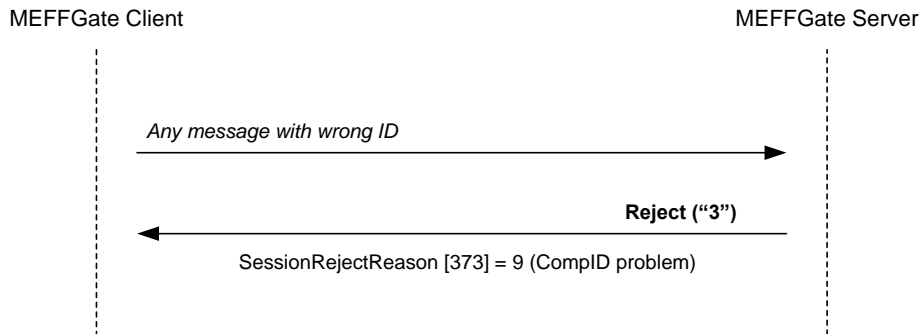 MEFFGate Client
MEFFGate Server
Any message with wrong ID
Reject (“3”)
SessionRejectReason [373] = 9 (CompID problem)